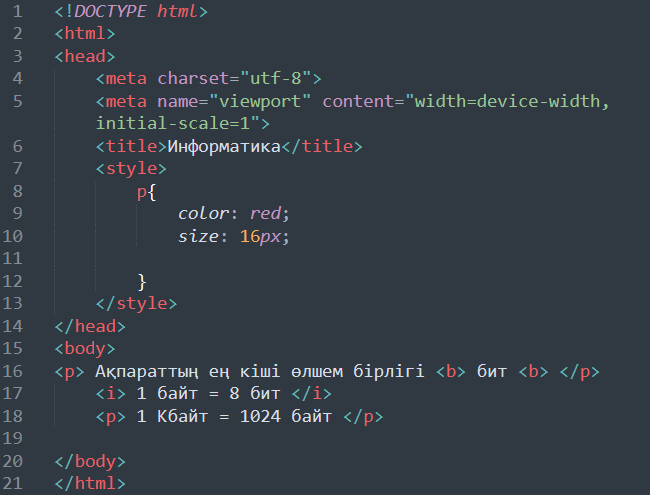 1 <!DOCTYPE html>
2 <html>
3 <head>
4 <meta charset="utf-8">
5 <meta name="viewport" content="width=device-width,
initial-scale=1">
6 <title>Информатика</title>
7 <style>
8 p{
9 color: red;
10 size: 16px;
11
12 }
13 </style>
14 </head>
15 <body>
16 <p> Ақпараттың ең кіші өлшем бірлігі <b> бит <b> </p>
17 <i> 1 байт = 8 бит </i>
18 <p> 1 Кбайт = 1024 байт </p>
19
20 </body>
21 </html>